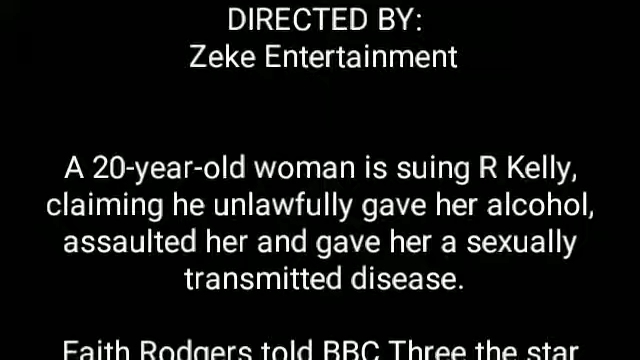 DIRECTED BY:
Zeke Entertainment
A 20-year-old woman is suing R Kelly,
claiming he unlawfully gave her alcohol,
assaulted her and gave her a sexually
transmitted disease.
Faith Rodgers told BBC Three the star